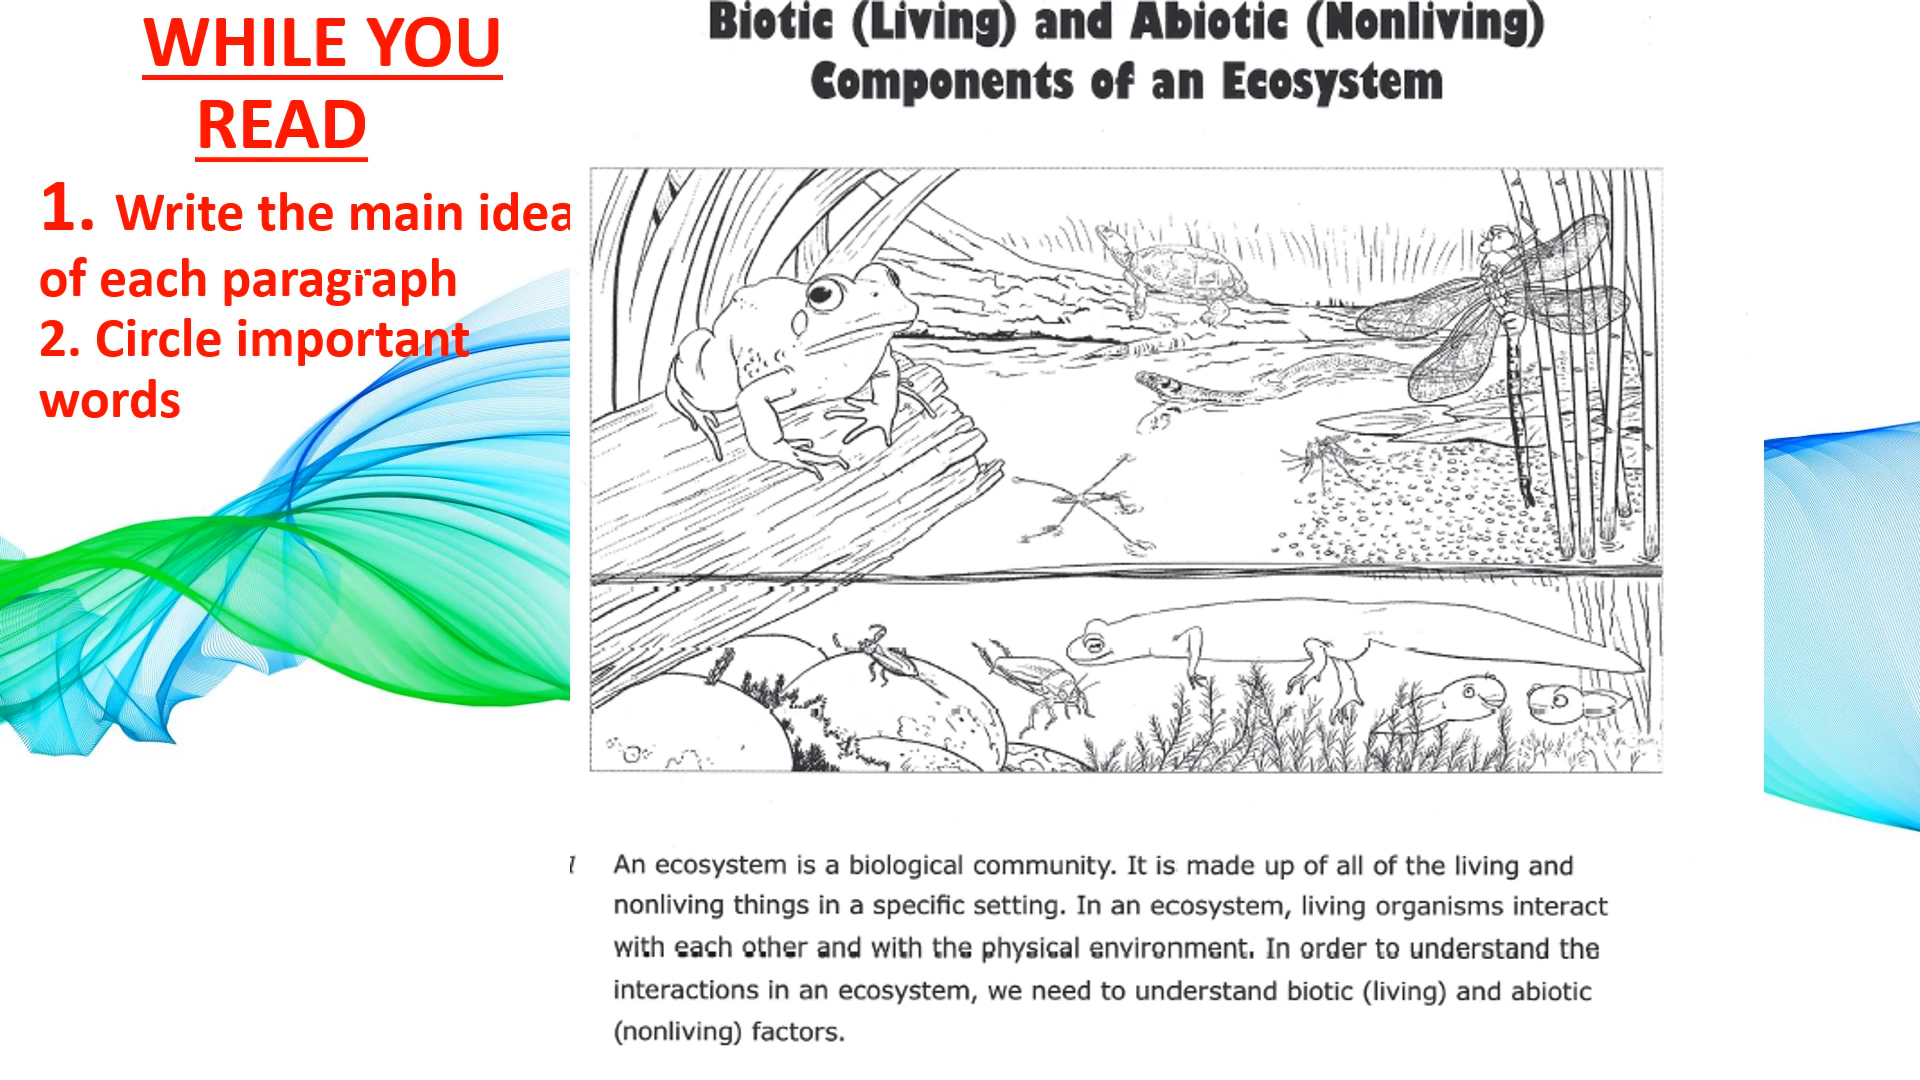 WHILE YOU
READ
1. Write the main idea
of each paragraph
2. Circle important
words
Biotic (Living) and Abiotic (Nonliving)
Components of an Ecosystem
1 An ecosystem is a biological community. It is made up of all of the living and
nonliving things in a specific setting. In an ecosystem, living organisms interact
with each other and with the physical environment. In order to understand the
interactions in an ecosystem, we need to understand biotic (living) and abiotic
(nonliving) factors.